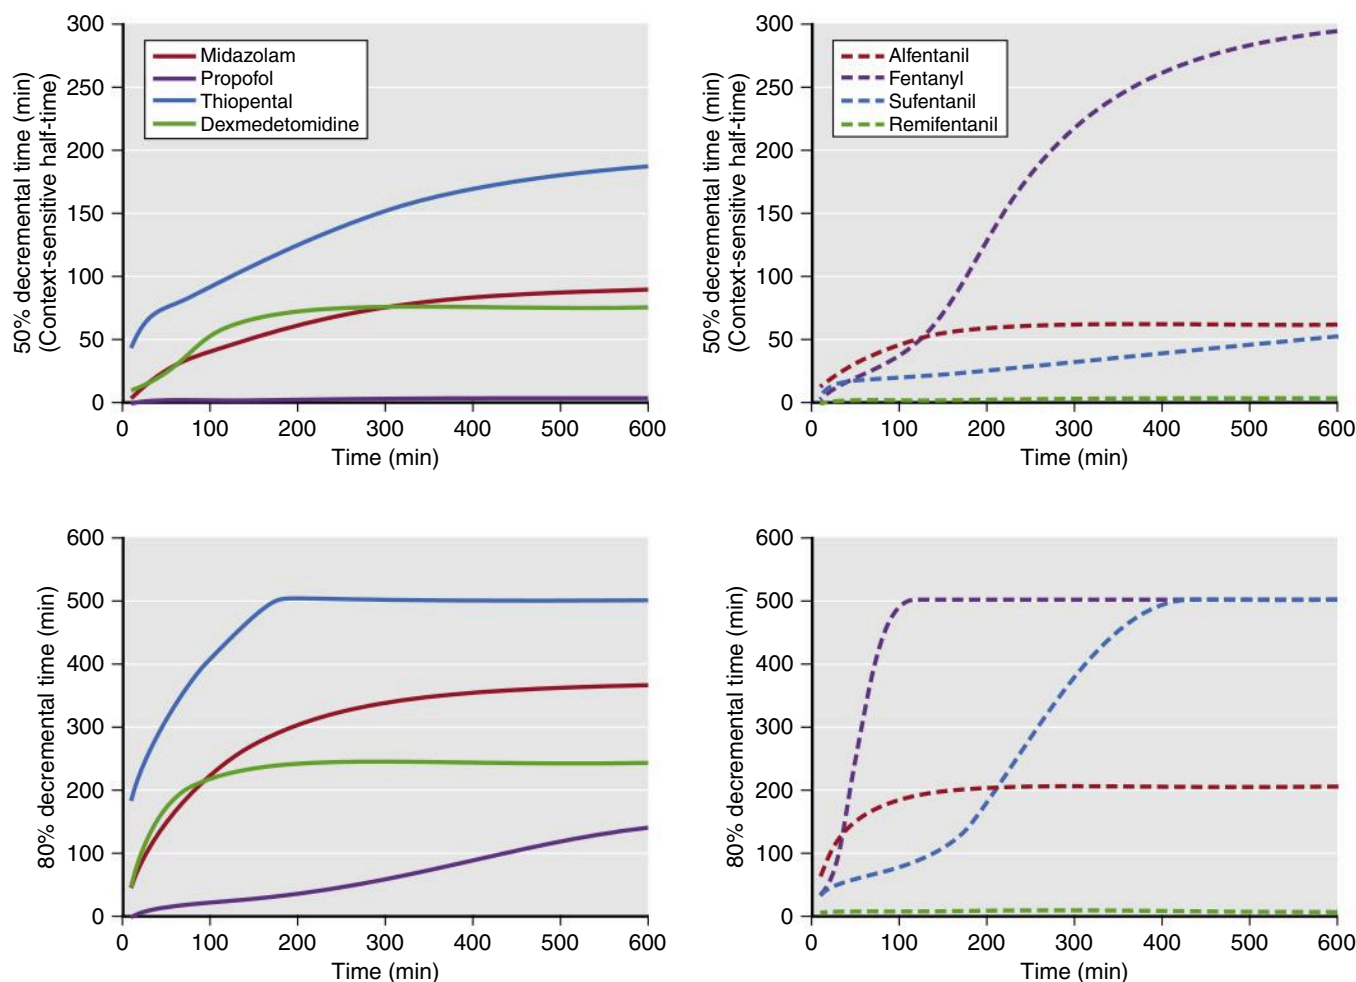 50% decremental time (min)
(Context-sensitive half-time)
300
250
200
150
100
50
0
Midazolam
Propofol
Thiopental
Dexmedetomidine
0 100 200 300 400 500 600
Time (min)
50% decremental time (min)
(Context-sensitive half-time)
300
250
200
150
100
50
0
Alfentanil
Fentanyl
Sufentanil
Remifentanil
0 100 200 300 400 500 600
Time (min)
80% decremental time (min)
600
500
400
300
200
100
0
0 100 200 300 400 500 600
Time (min)
80% decremental time (min)
600
500
400
300
200
100
0
0 100 200 300 400 500 600
Time (min)